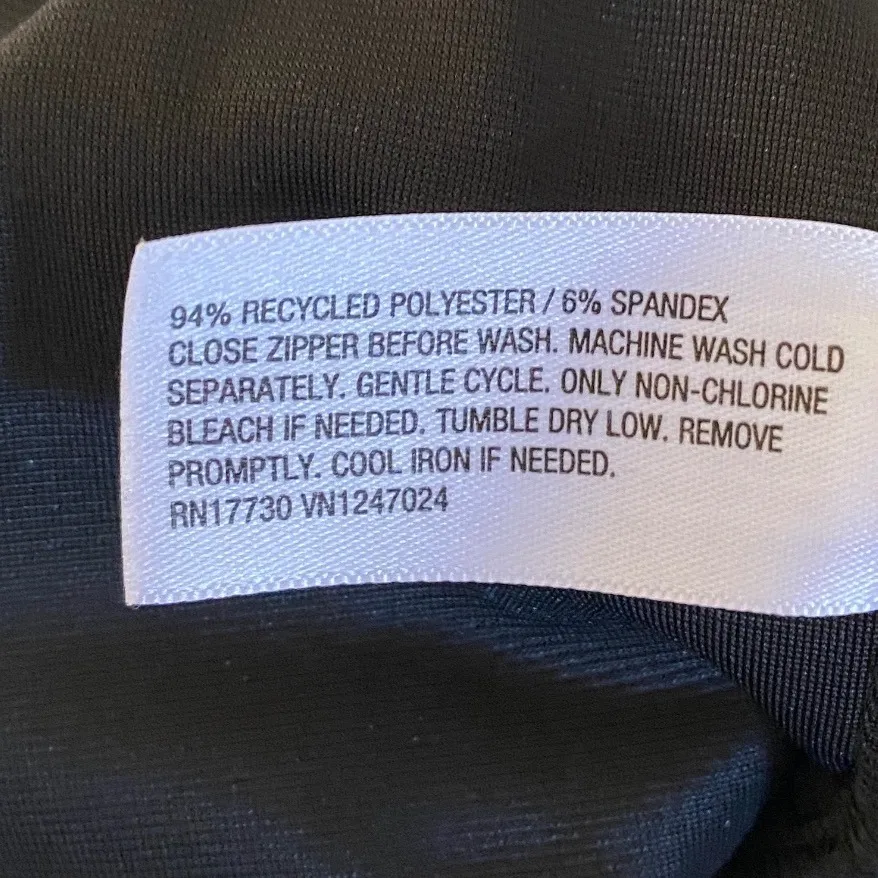 94% RECYCLED POLYESTER / 6% SPANDEX
CLOSE ZIPPER BEFORE WASH. MACHINE WASH COLD
SEPARATELY. GENTLE CYCLE. ONLY NON-CHLORINE
BLEACH IF NEEDED. TUMBLE DRY LOW. REMOVE
PROMPTLY. COOL IRON IF NEEDED.
RN17730 VN1247024